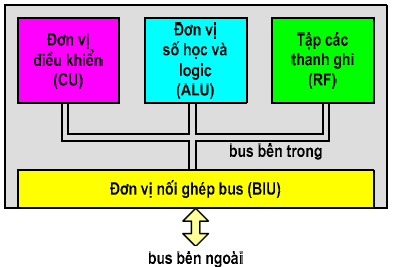 Đơn vị
điều khiển
(CU)
Đơn vị
số học và
logic
(ALU)
Tập các
thanh ghi
(RF)
bus bên trong
Đơn vị nối ghép bus (BIU)
bus bên ngoài